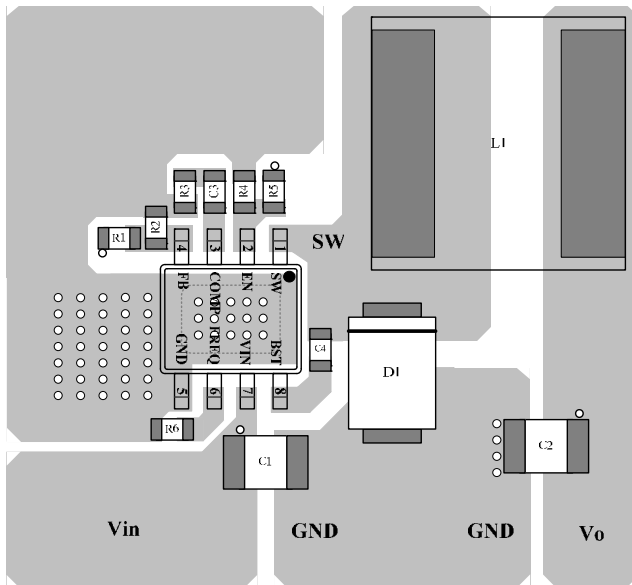 L1
R3
C3
R4
R5
R2
R1
4
3
2
1
SW
FB
COMP
EN
SW
GND
FREQ
VIN
BST
C4
D1
5
6
7
8
R6
C1
C2
Vin
GND
GND
Vo